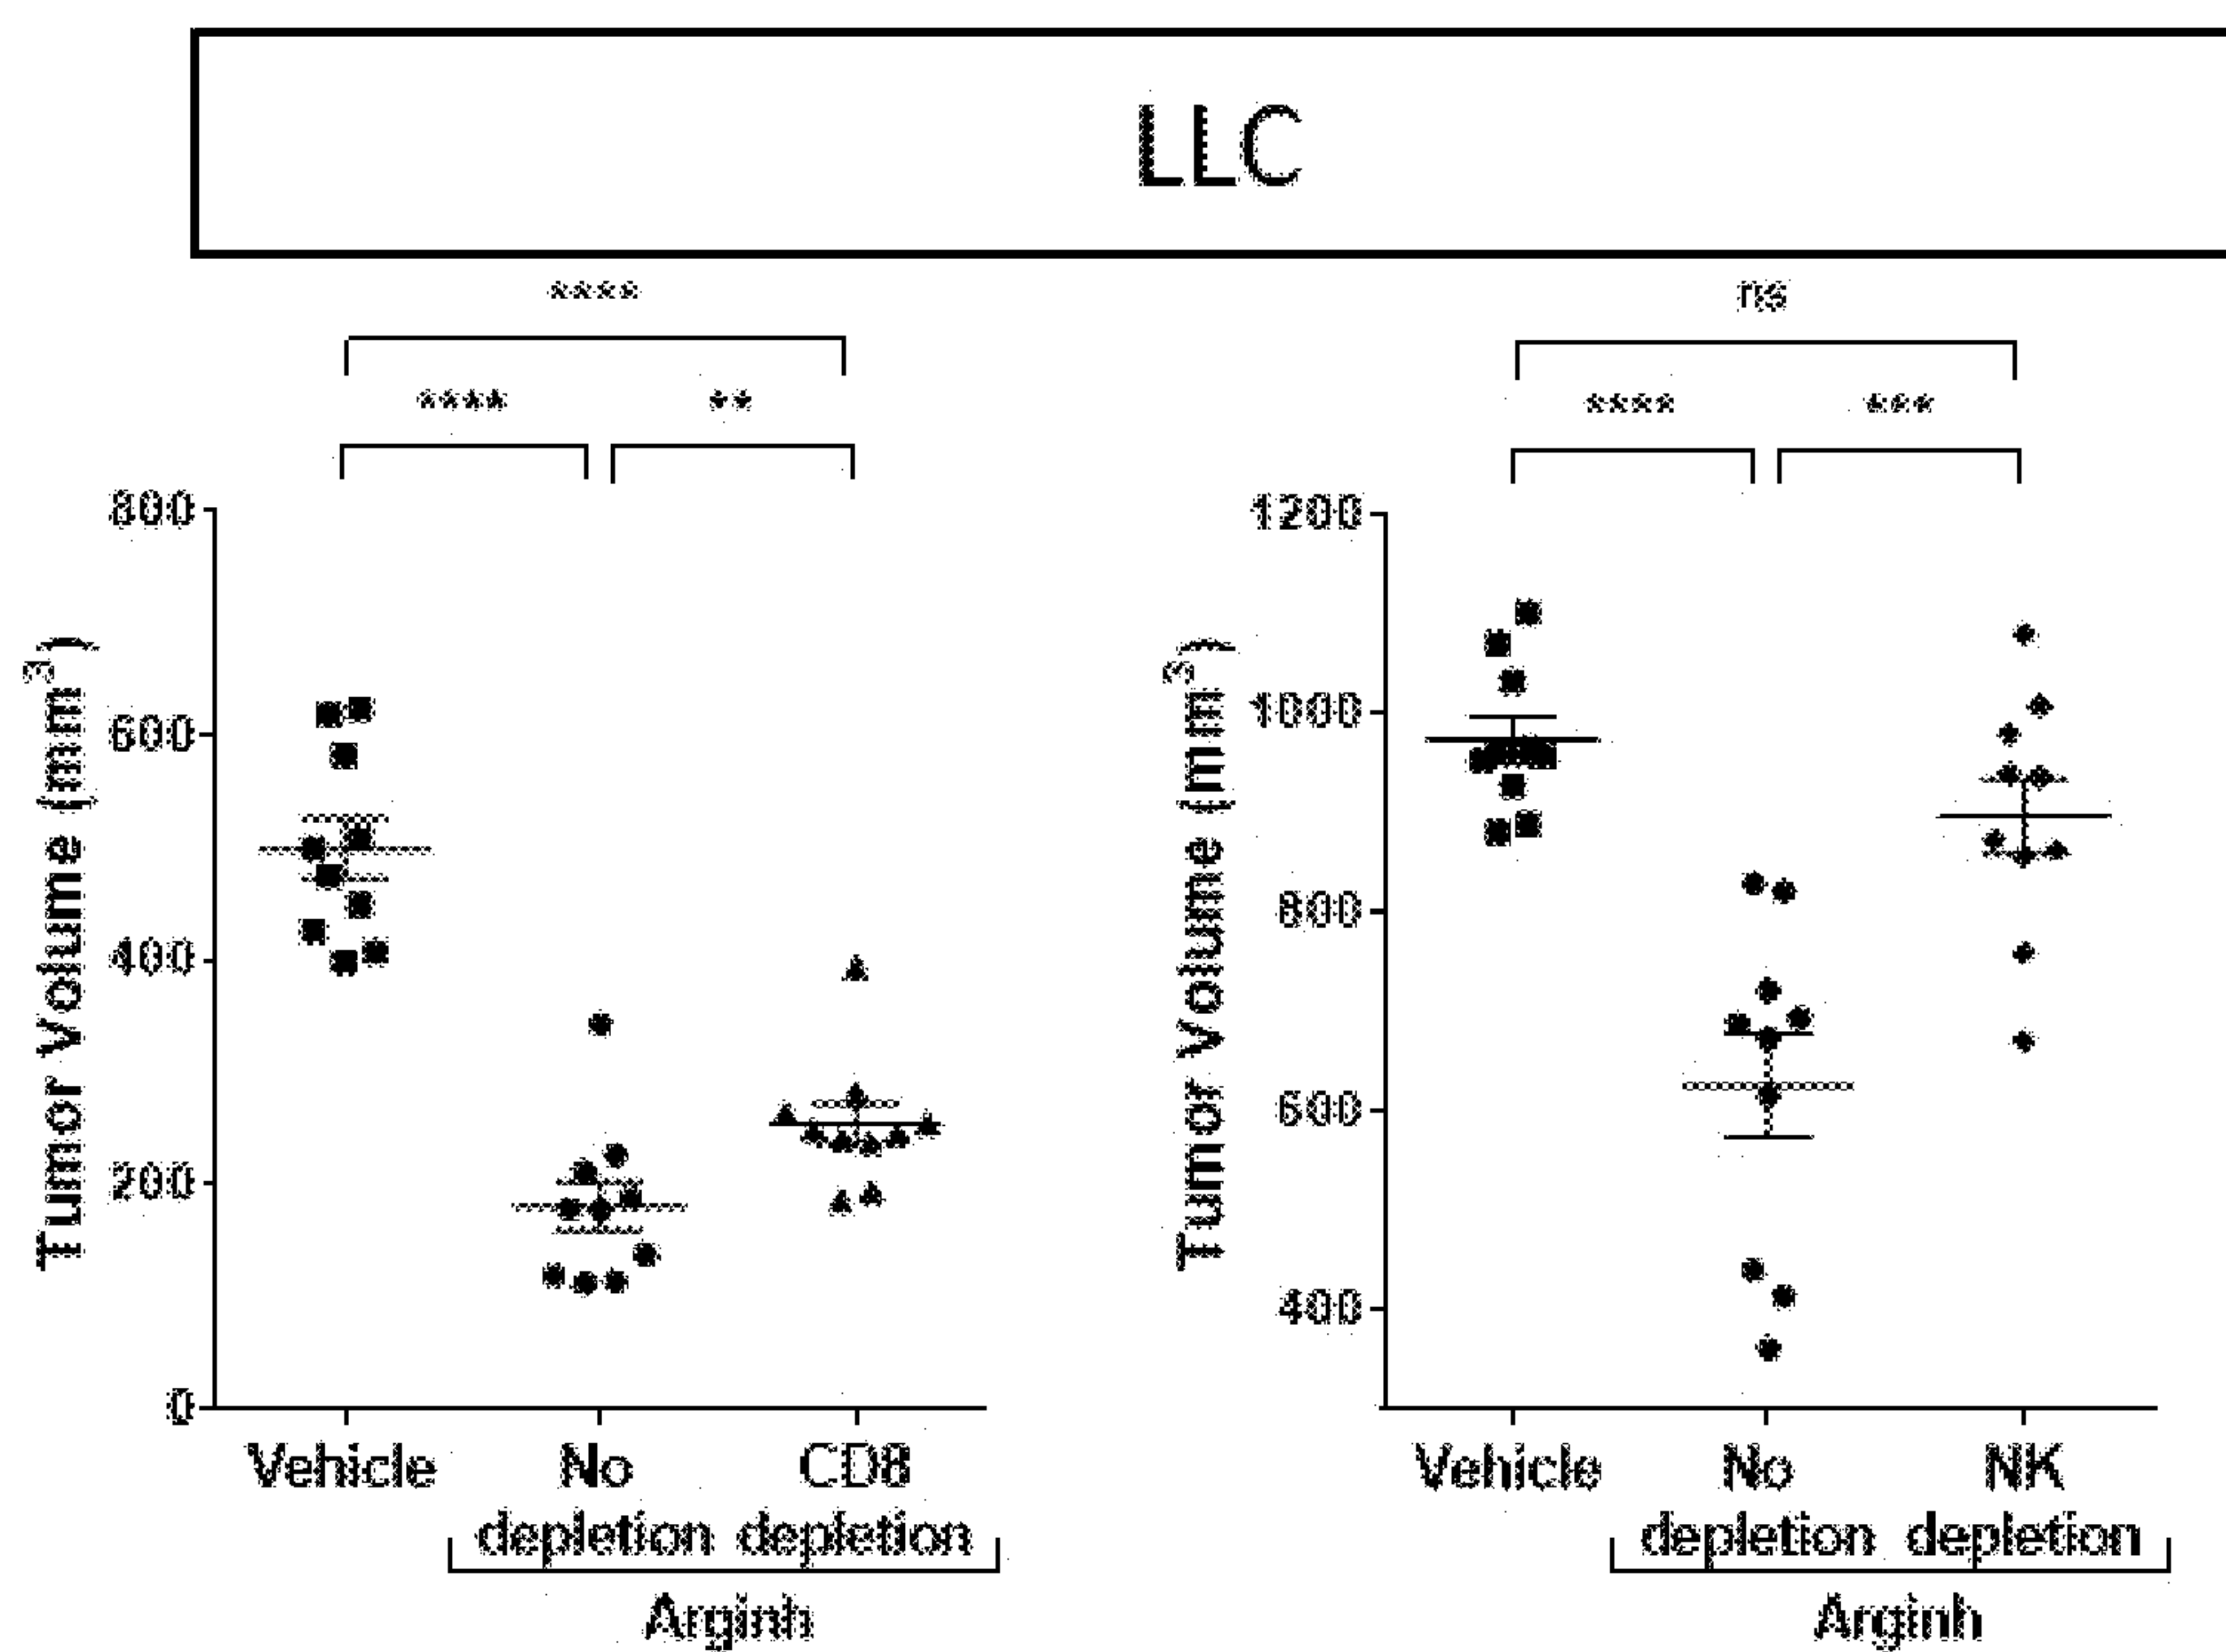 LLC
****
**** **
Tumor Volume (mm³)
800
600
400
200
0
Vehicle No CD8
depletion depletion
Arginh
ns
**** ***
Tumor Volume (mm³)
1200
1000
800
600
400
Vehicle No NK
depletion depletion
Arginh